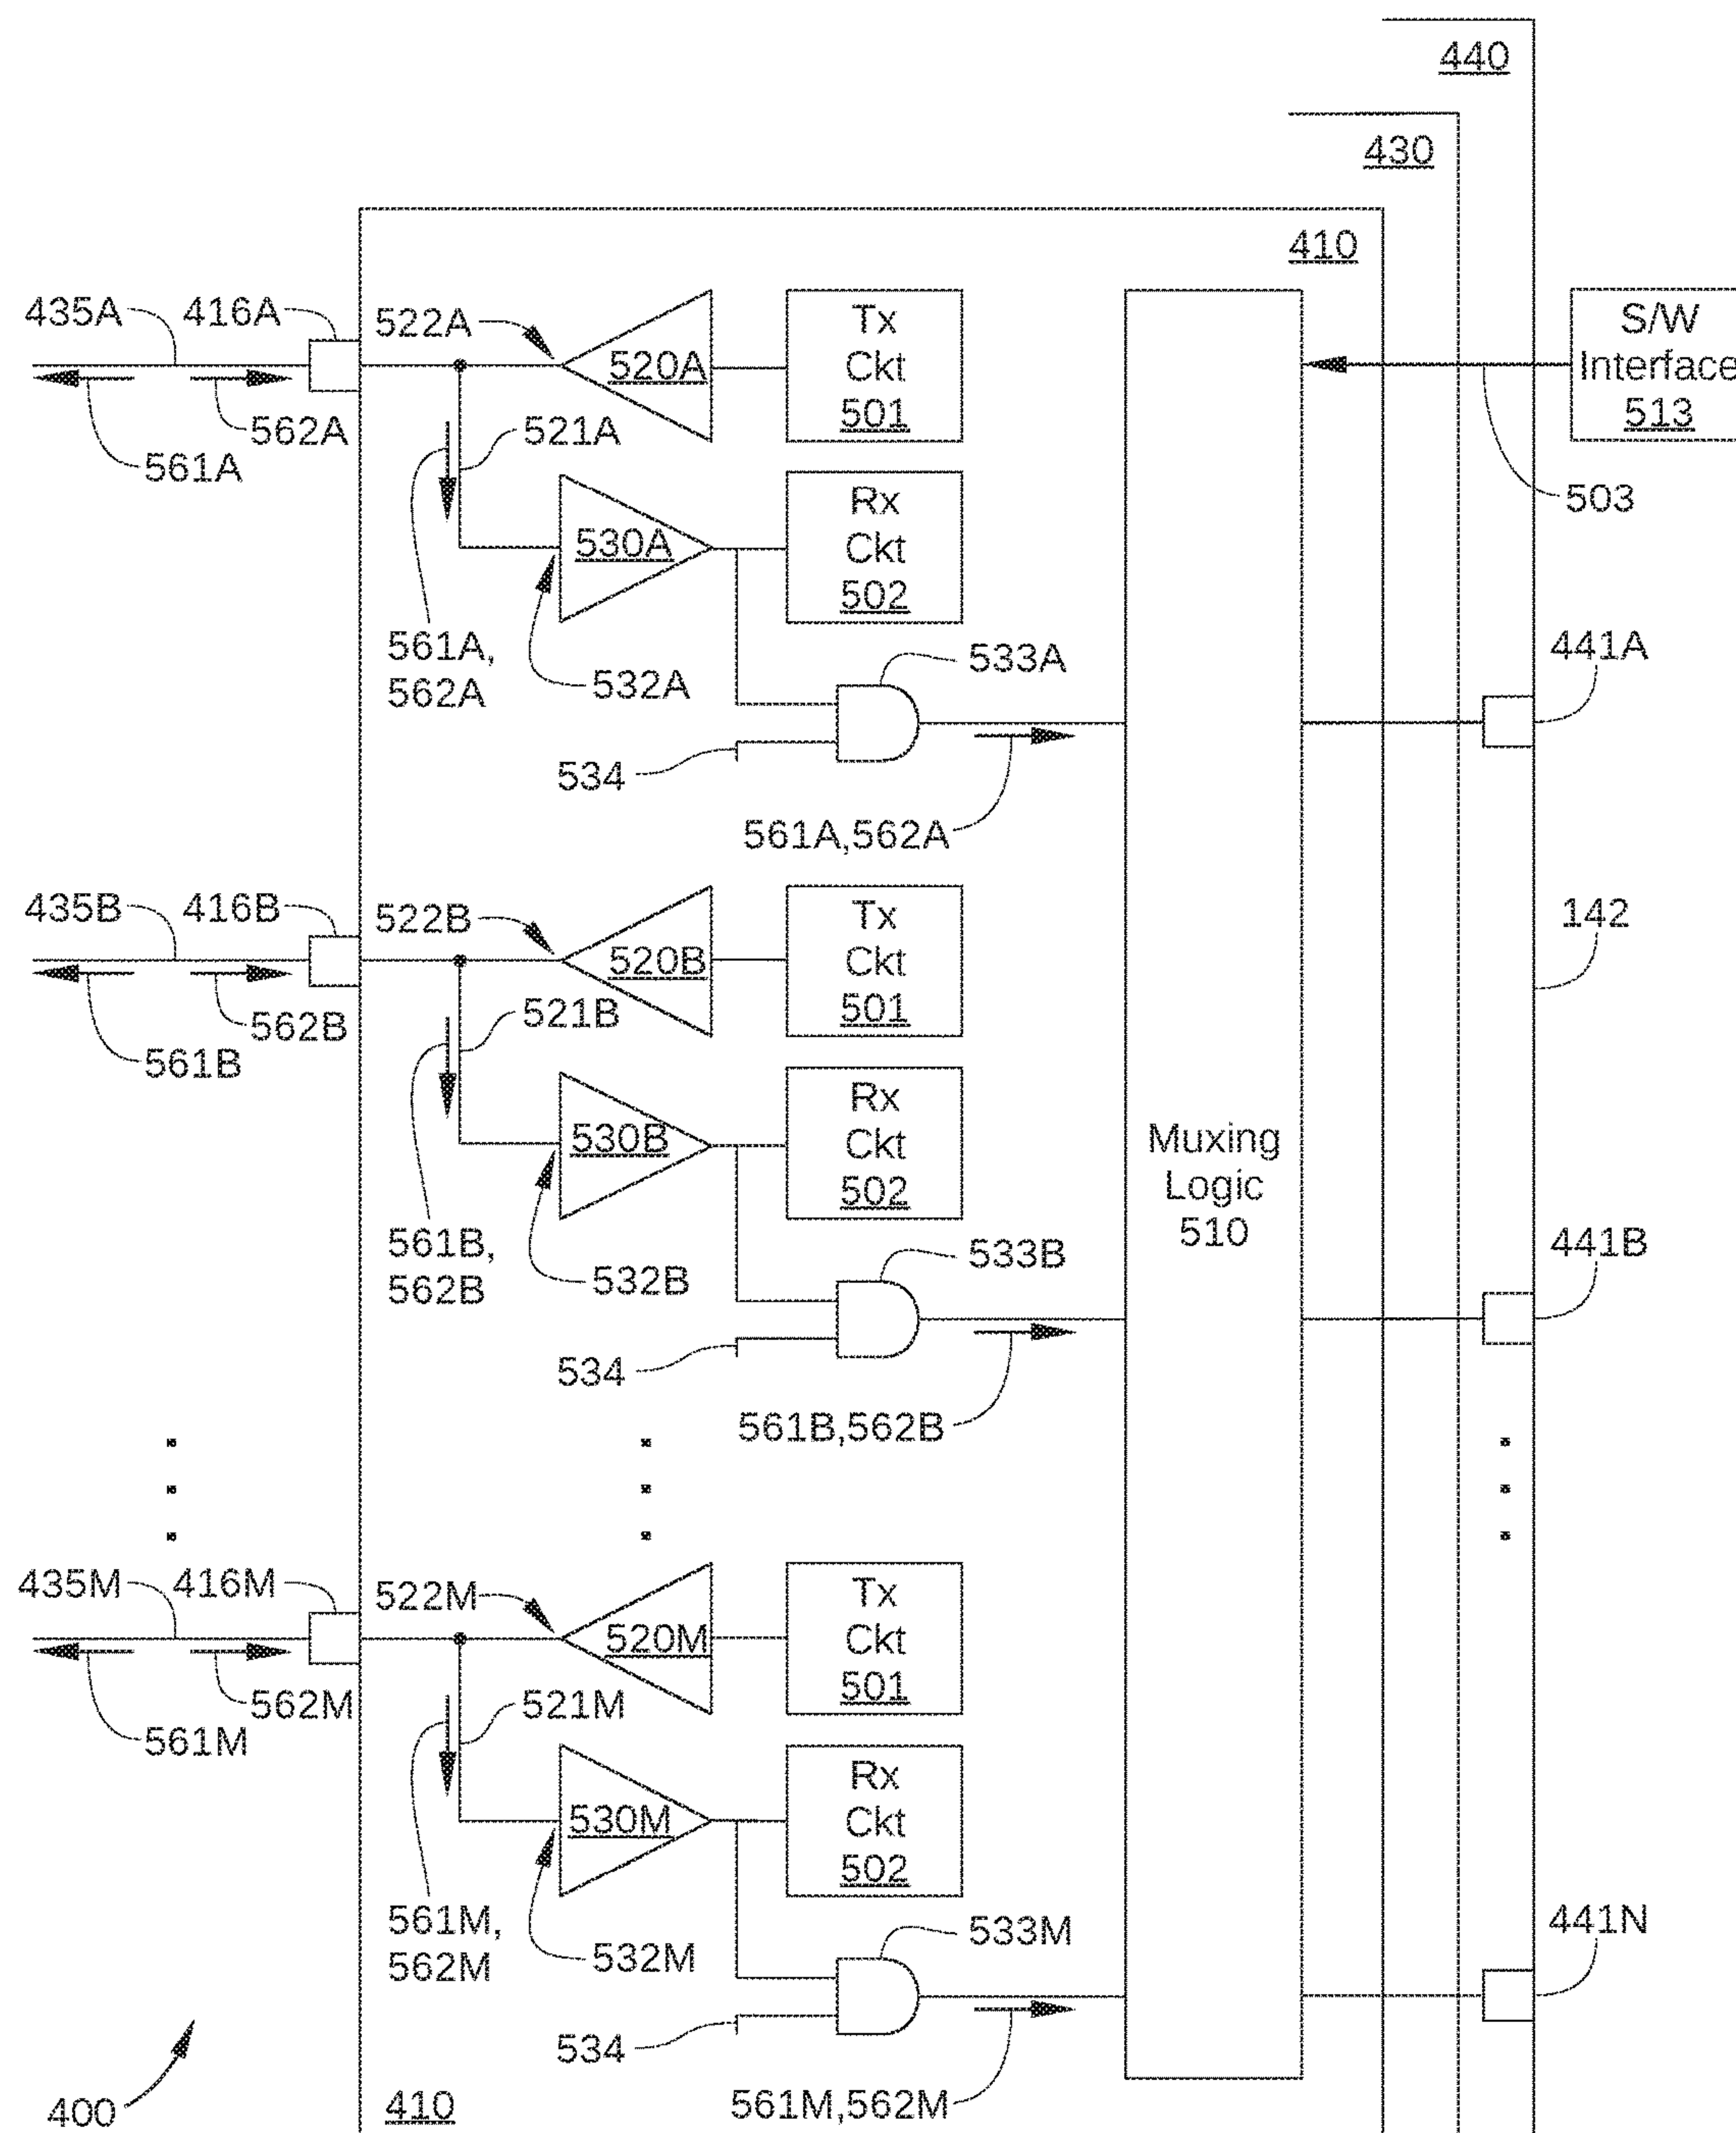 440
430
410
435A
416A
522A
520A
Tx
Ckt
501
S/W
Interface
513
562A
561A
521A
503
530A
Rx
Ckt
502
561A,
562A
532A
533A
441A
534
561A,562A
435B
416B
522B
520B
Tx
Ckt
501
142
562B
561B
521B
530B
Rx
Ckt
502
Muxing
Logic
510
561B,
562B
532B
533B
441B
534
561B,562B
435M
416M
522M
520M
Tx
Ckt
501
562M
561M
521M
530M
Rx
Ckt
502
561M,
562M
532M
533M
441N
534
400
410
561M,562M